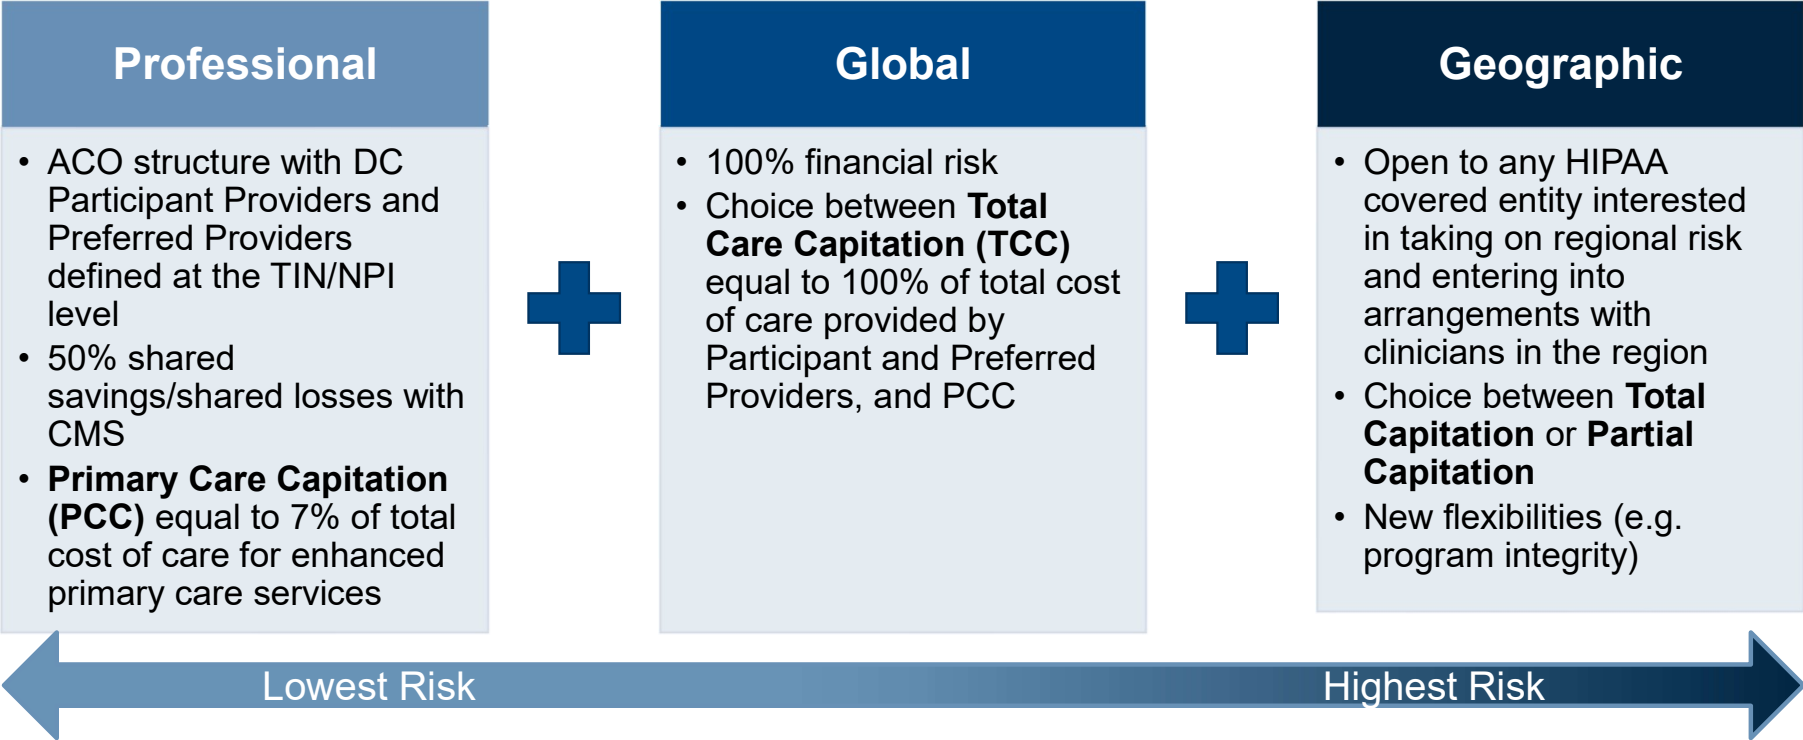 Professional
• ACO structure with DC
Participant Providers and
Preferred Providers
defined at the TIN/NPI
level
• 50% shared
savings/shared losses with
CMS
• Primary Care Capitation
(PCC) equal to 7% of total
cost of care for enhanced
primary care services
Global
• 100% financial risk
• Choice between Total
Care Capitation (TCC)
equal to 100% of total cost
of care provided by
Participant and Preferred
Providers, and PCC
Geographic
• Open to any HIPAA
covered entity interested
in taking on regional risk
and entering into
arrangements with
clinicians in the region
• Choice between Total
Capitation or Partial
Capitation
• New flexibilities (e.g.
program integrity)
Lowest Risk
Highest Risk